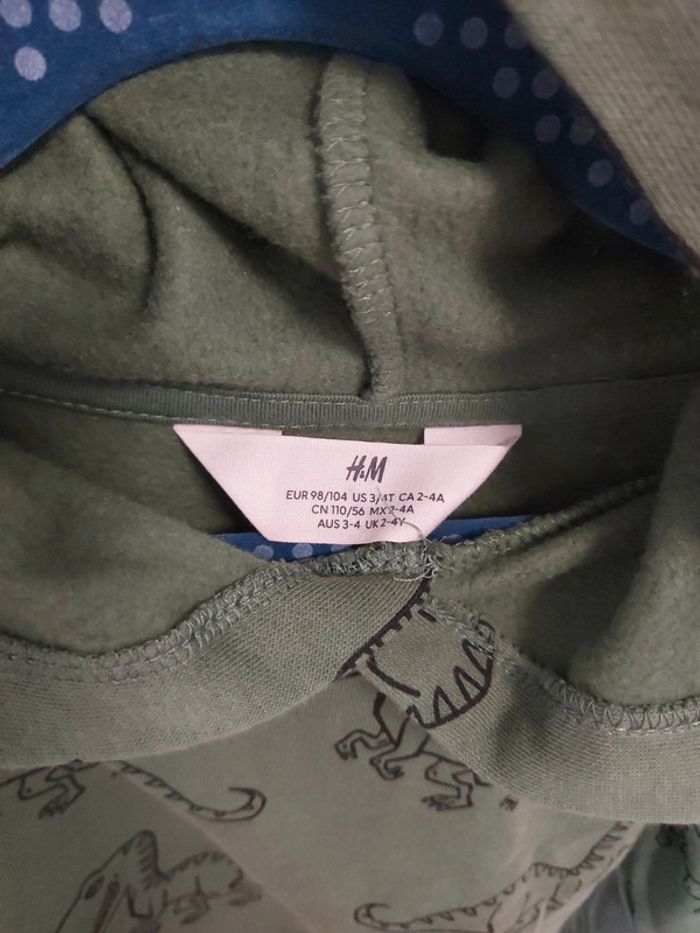 H&M
EUR 98/104 US 3/4T CA 2-4A
CN 110/56 MX 2-4A
AUS 3-4 UK 2-4Y